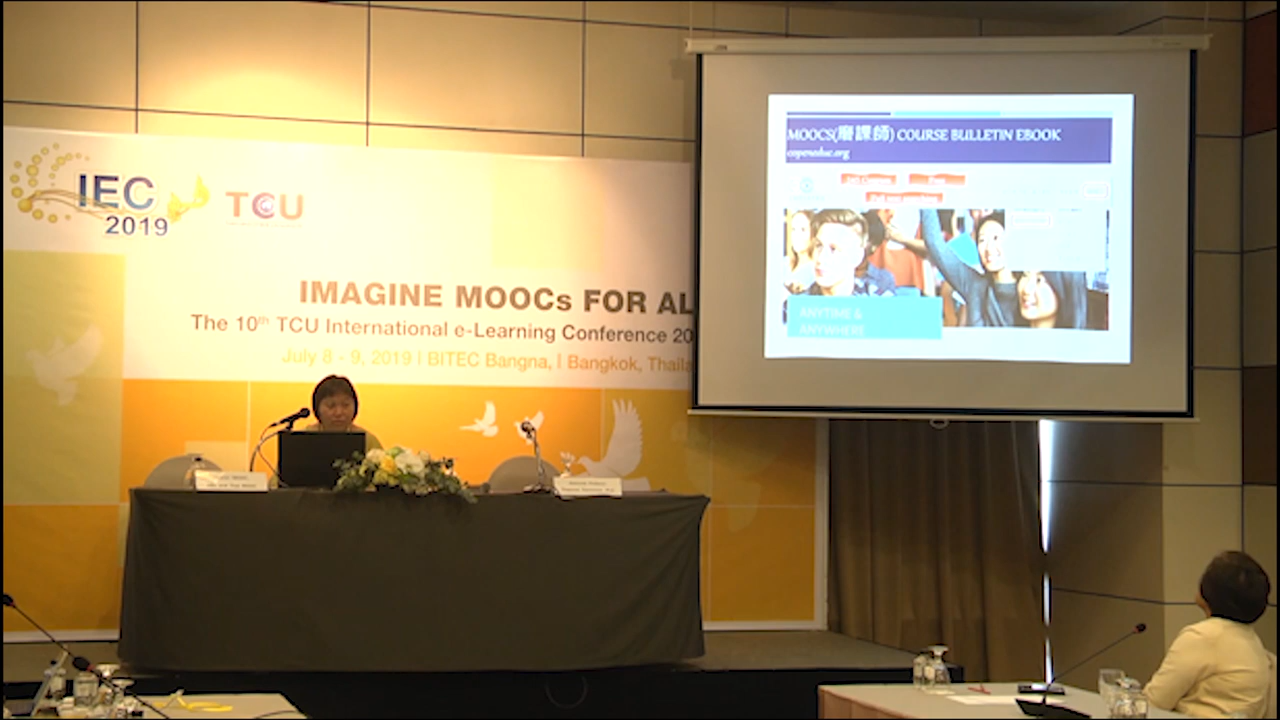 IEC
2019
TCU
IMAGINE MOOCs FOR AL
The 10th TCU International e-Learning Conference 20
July 8 - 9, 2019 | BITEC Bangna, | Bangkok, Thaila
MOOCS(磨課師) COURSE BULLETIN EBOOK
ANYTIME &
ANYWHERE